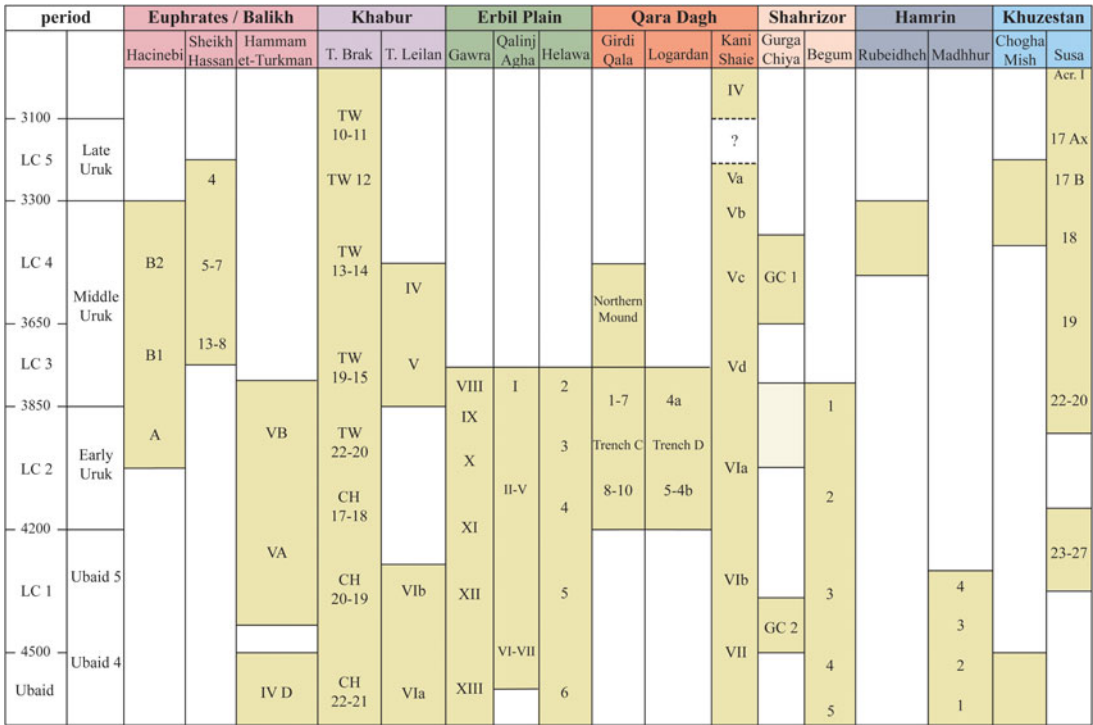 period Euphrates / Balikh Khabur Erbil Plain Qara Dagh Shahrizor Hamrin Khuzestan
Hacinebi Sheikh Hassan Hammam et-Turkman T. Brak T. Leilan Gawra Qalinj Agha Helawa Girdi Qala Logardan Kani Shaie Gurga Chiya Begum Rubeidheh Madhhur Chogha Mish Susa
Acr. I
IV
3100 TW 10-11
? 17 Ax
LC 5 Late Uruk
4 TW 12 Va 17 B
3300
Vb
18
LC 4 B2 5-7 TW 13-14 Vc GC 1
IV
Middle Uruk Northern Mound
3650 19
13-8
B1
LC 3 TW 19-15 V Vd
VIII I 2 1-7 4a 22-20
3850 1
IX
A VB TW 22-20 3 Trench C Trench D
X
LC 2 Early Uruk VIa
II-V 8-10 5-4b 2
CH 17-18 4
4200 XI
VA 23-27
Ubaid 5
LC 1 CH 20-19 VIb XII 5 VIb 3 4
GC 2 3
4500 VI-VII VII
Ubaid 4 4 2
Ubaid IV D CH 22-21 VIa XIII 6
5 1